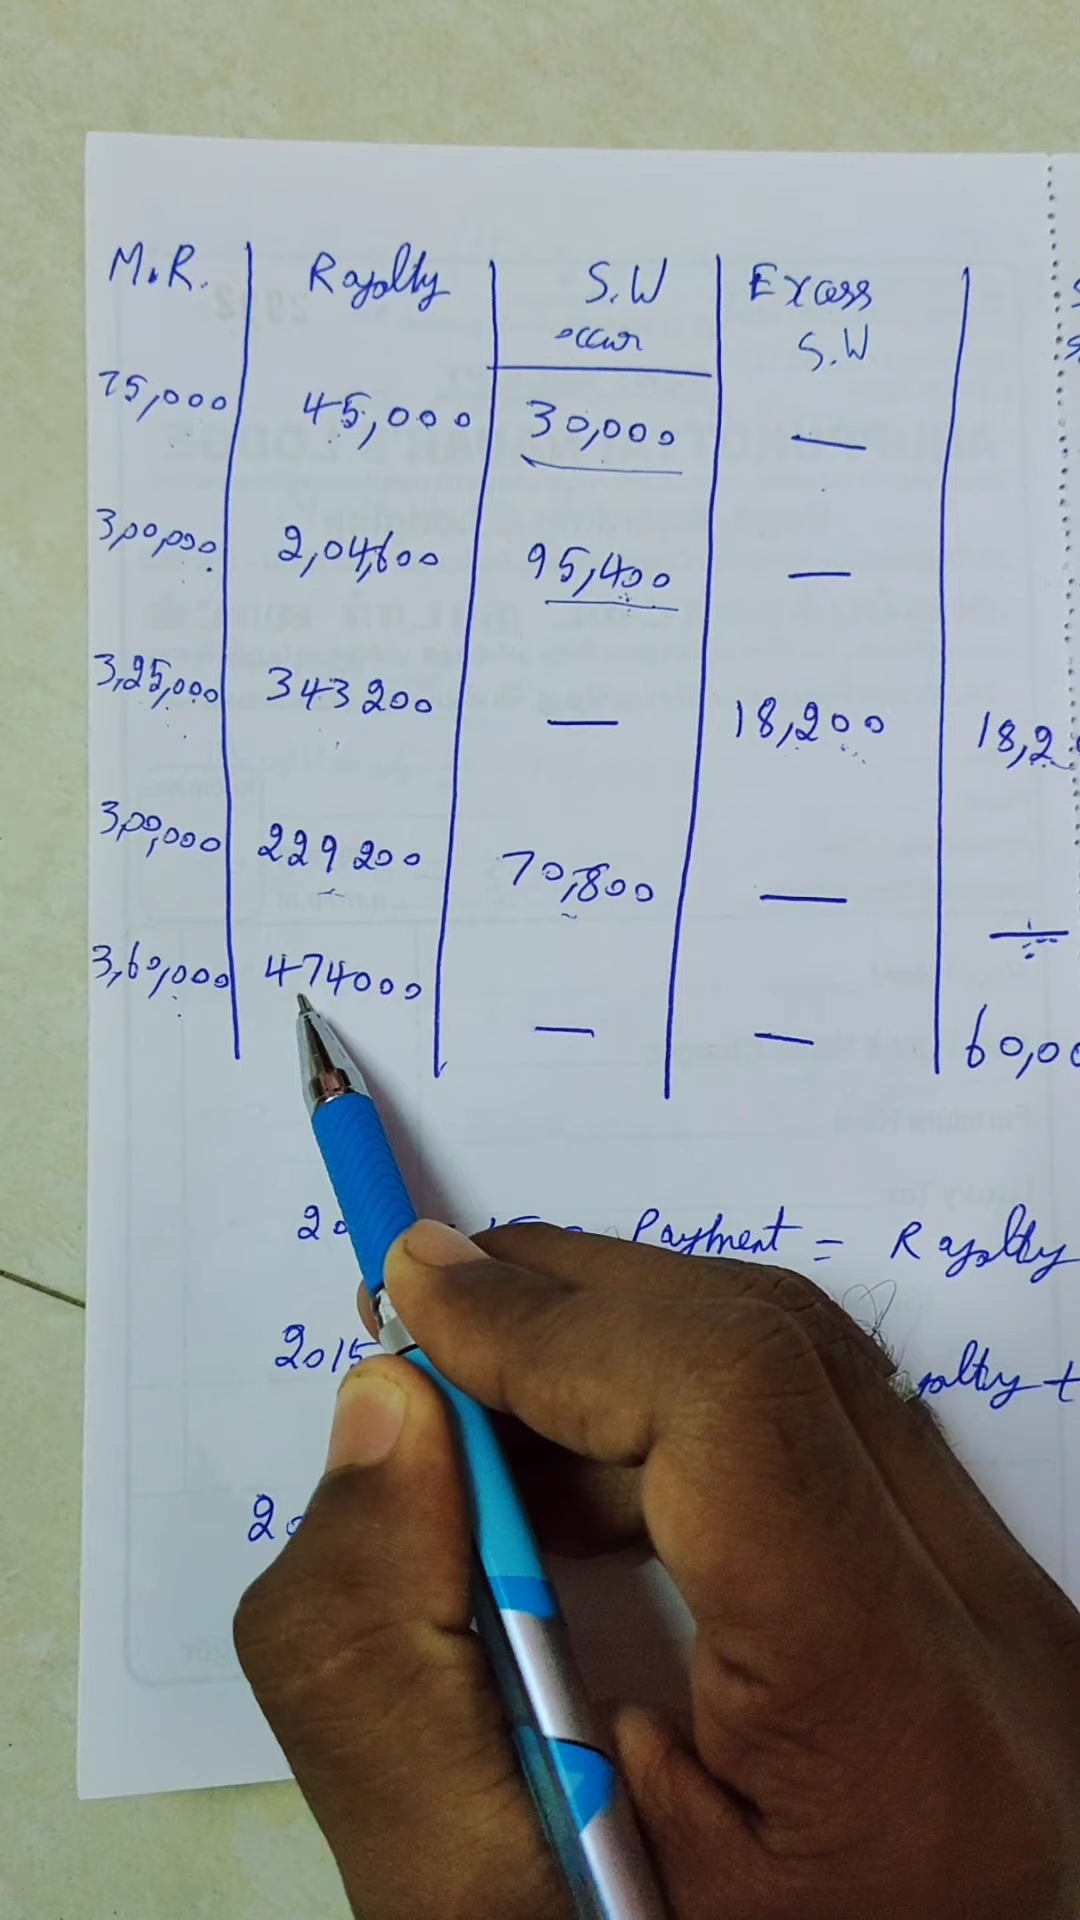 M.R. Royalty S.W Excess
occur S.W
75,000 45,000 30,000 —
3,00,000 2,04,600 95,400 —
3,25,000 343200 — 18,200 18,2
3,00,000 229200 70,800 —
3,60,000 474000 — — 60,00
Payment = Royalty
2015 +